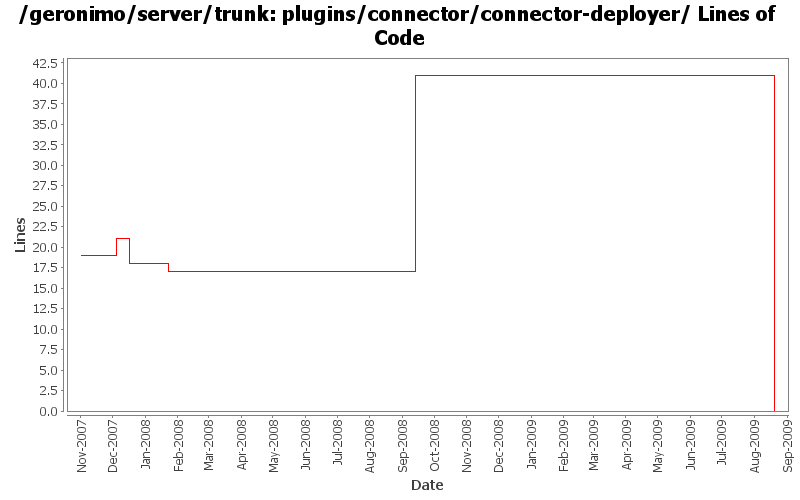 /geronimo/server/trunk: plugins/connector/connector-deployer/ Lines of
Code
42.5
40.0
37.5
35.0
32.5
30.0
27.5
25.0
22.5
20.0
17.5
15.0
12.5
10.0
7.5
5.0
2.5
0.0
Lines
Nov-2007
Dec-2007
Jan-2008
Feb-2008
Mar-2008
Apr-2008
May-2008
Jun-2008
Jul-2008
Aug-2008
Sep-2008
Oct-2008
Nov-2008
Dec-2008
Jan-2009
Feb-2009
Mar-2009
Apr-2009
May-2009
Jun-2009
Jul-2009
Aug-2009
Sep-2009
Date